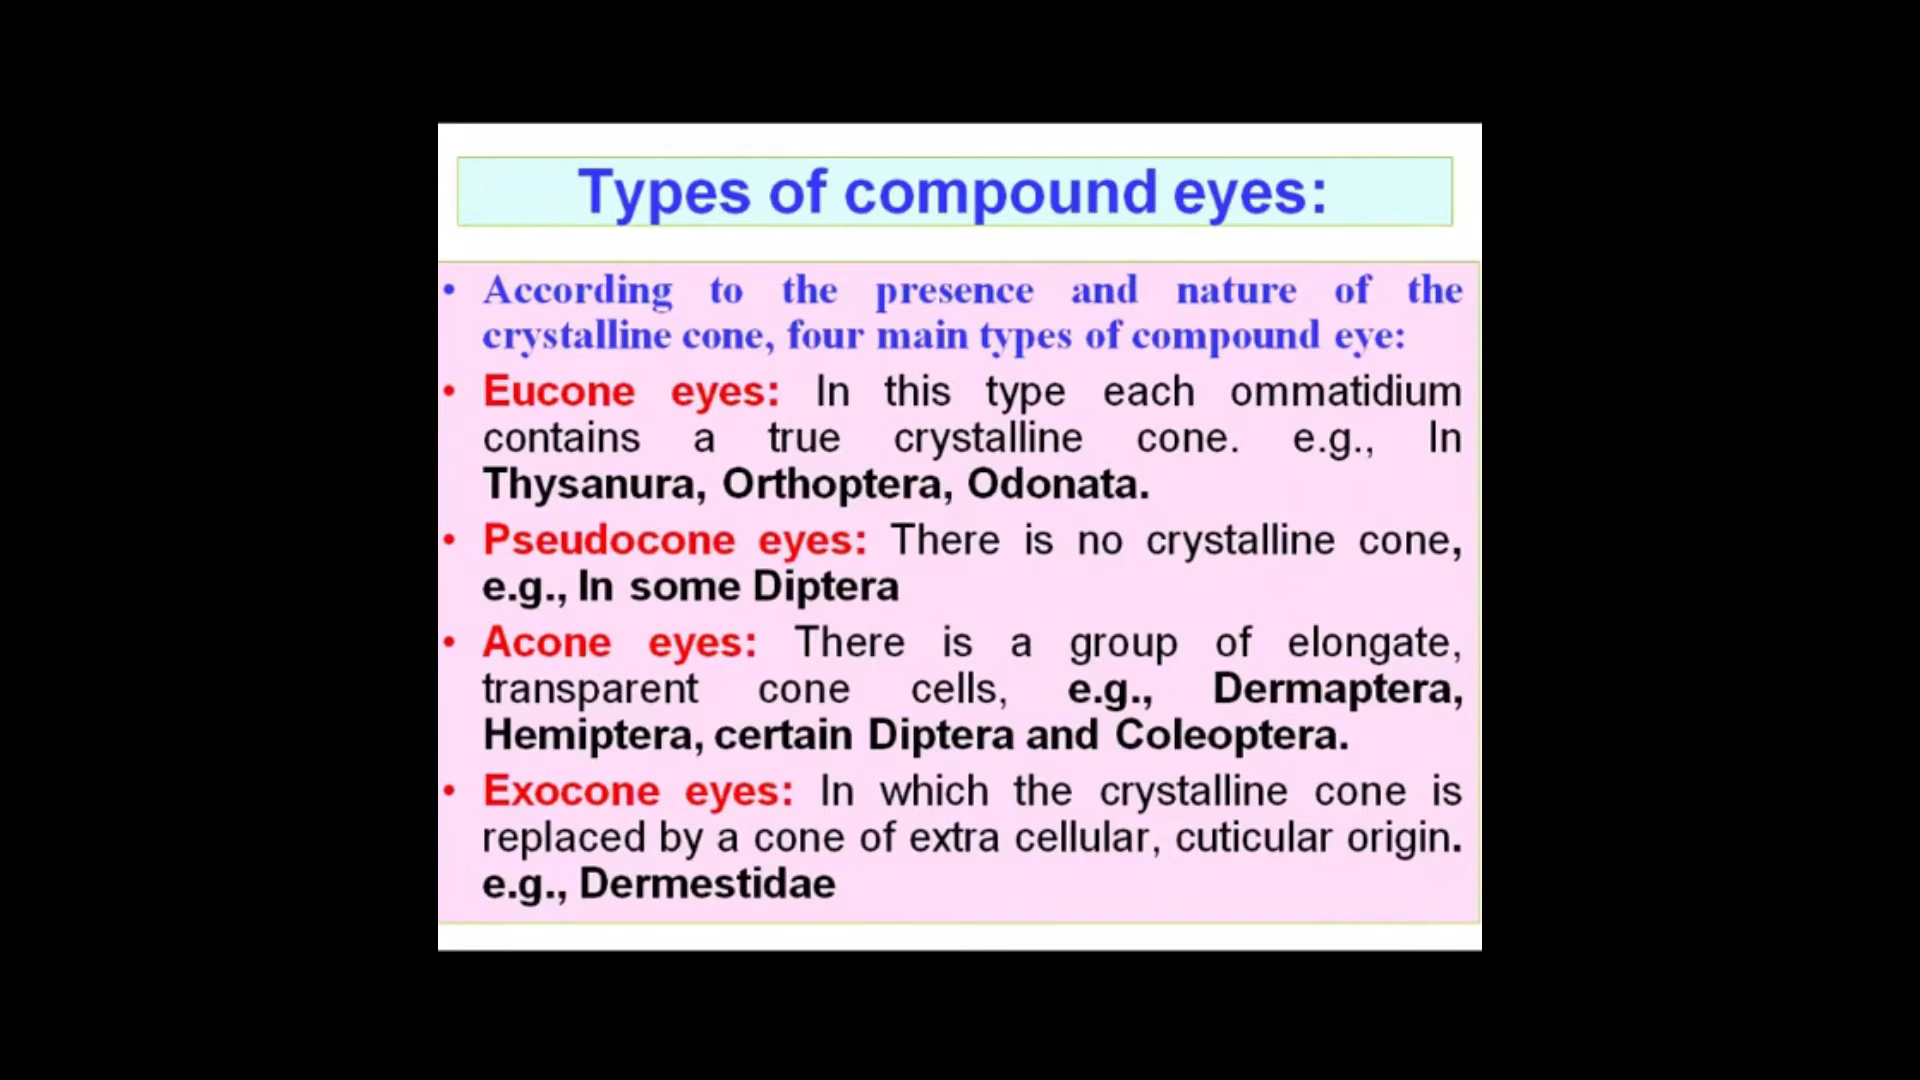 Types of compound eyes:
• According to the presence and nature of the
crystalline cone, four main types of compound eye:
• Eucone eyes: In this type each ommatidium
contains a true crystalline cone. e.g., In
Thysanura, Orthoptera, Odonata.
• Pseudocone eyes: There is no crystalline cone,
e.g., In some Diptera
• Acone eyes: There is a group of elongate,
transparent cone cells, e.g., Dermaptera,
Hemiptera, certain Diptera and Coleoptera.
• Exocone eyes: In which the crystalline cone is
replaced by a cone of extra cellular, cuticular origin.
e.g., Dermestidae